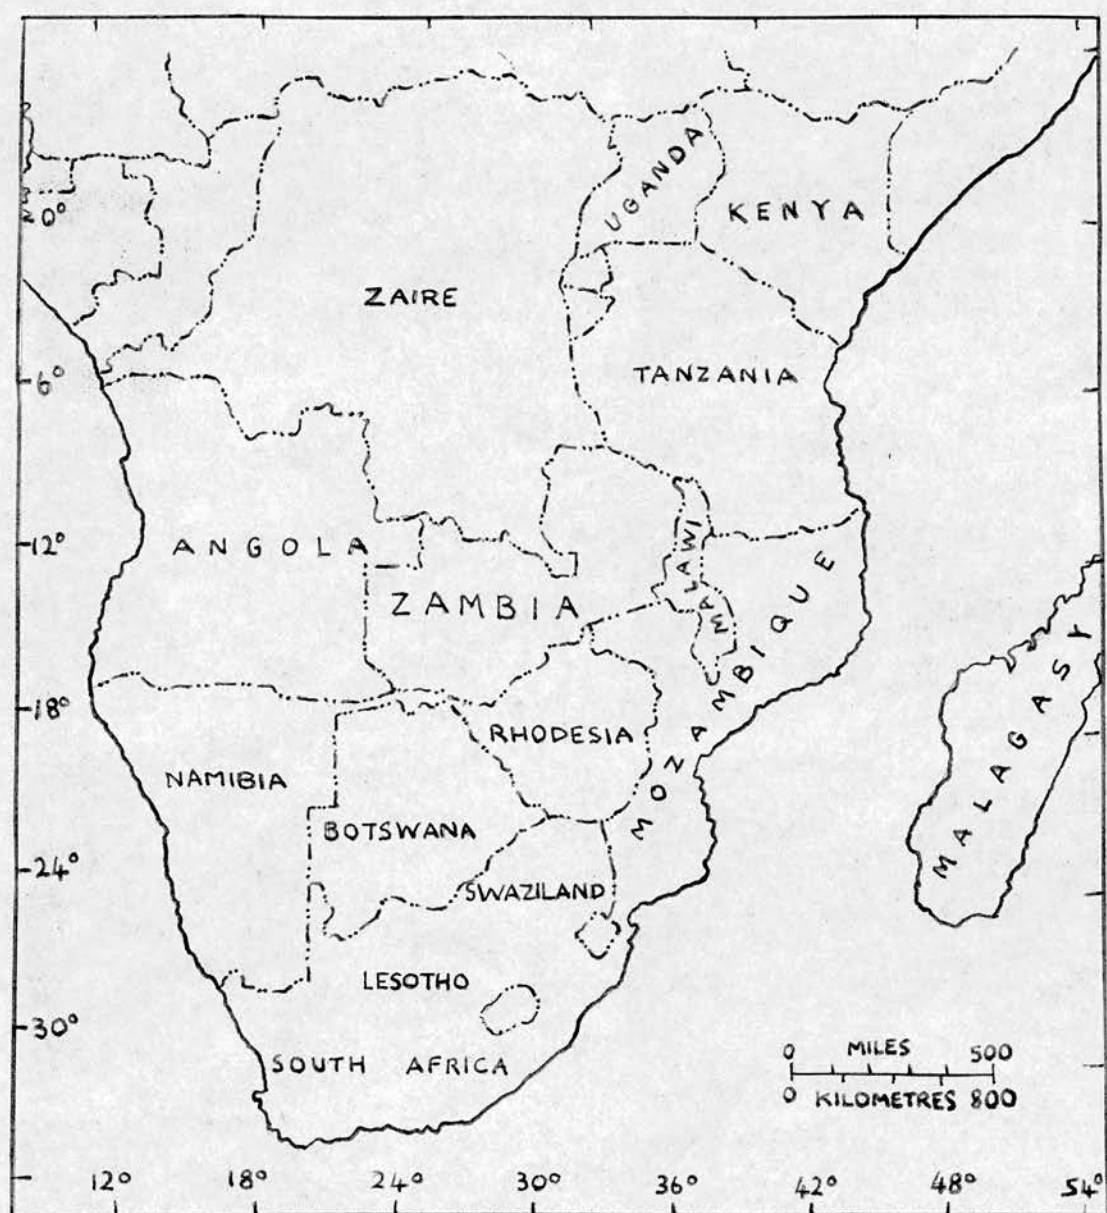 UGANDA
0°
KENYA
ZAIRE
6°
TANZANIA
12°
ANGOLA
MALAWI
ZAMBIA
MALAWI
MOZAMBIQUE
18°
RHODESIA
MALAGASY
NAMIBIA
BOTSWANA
24°
SWAZILAND
LESOTHO
30°
SOUTH AFRICA
0 MILES 500
0 KILOMETRES 800
12° 18° 24° 30° 36° 42° 48° 54°